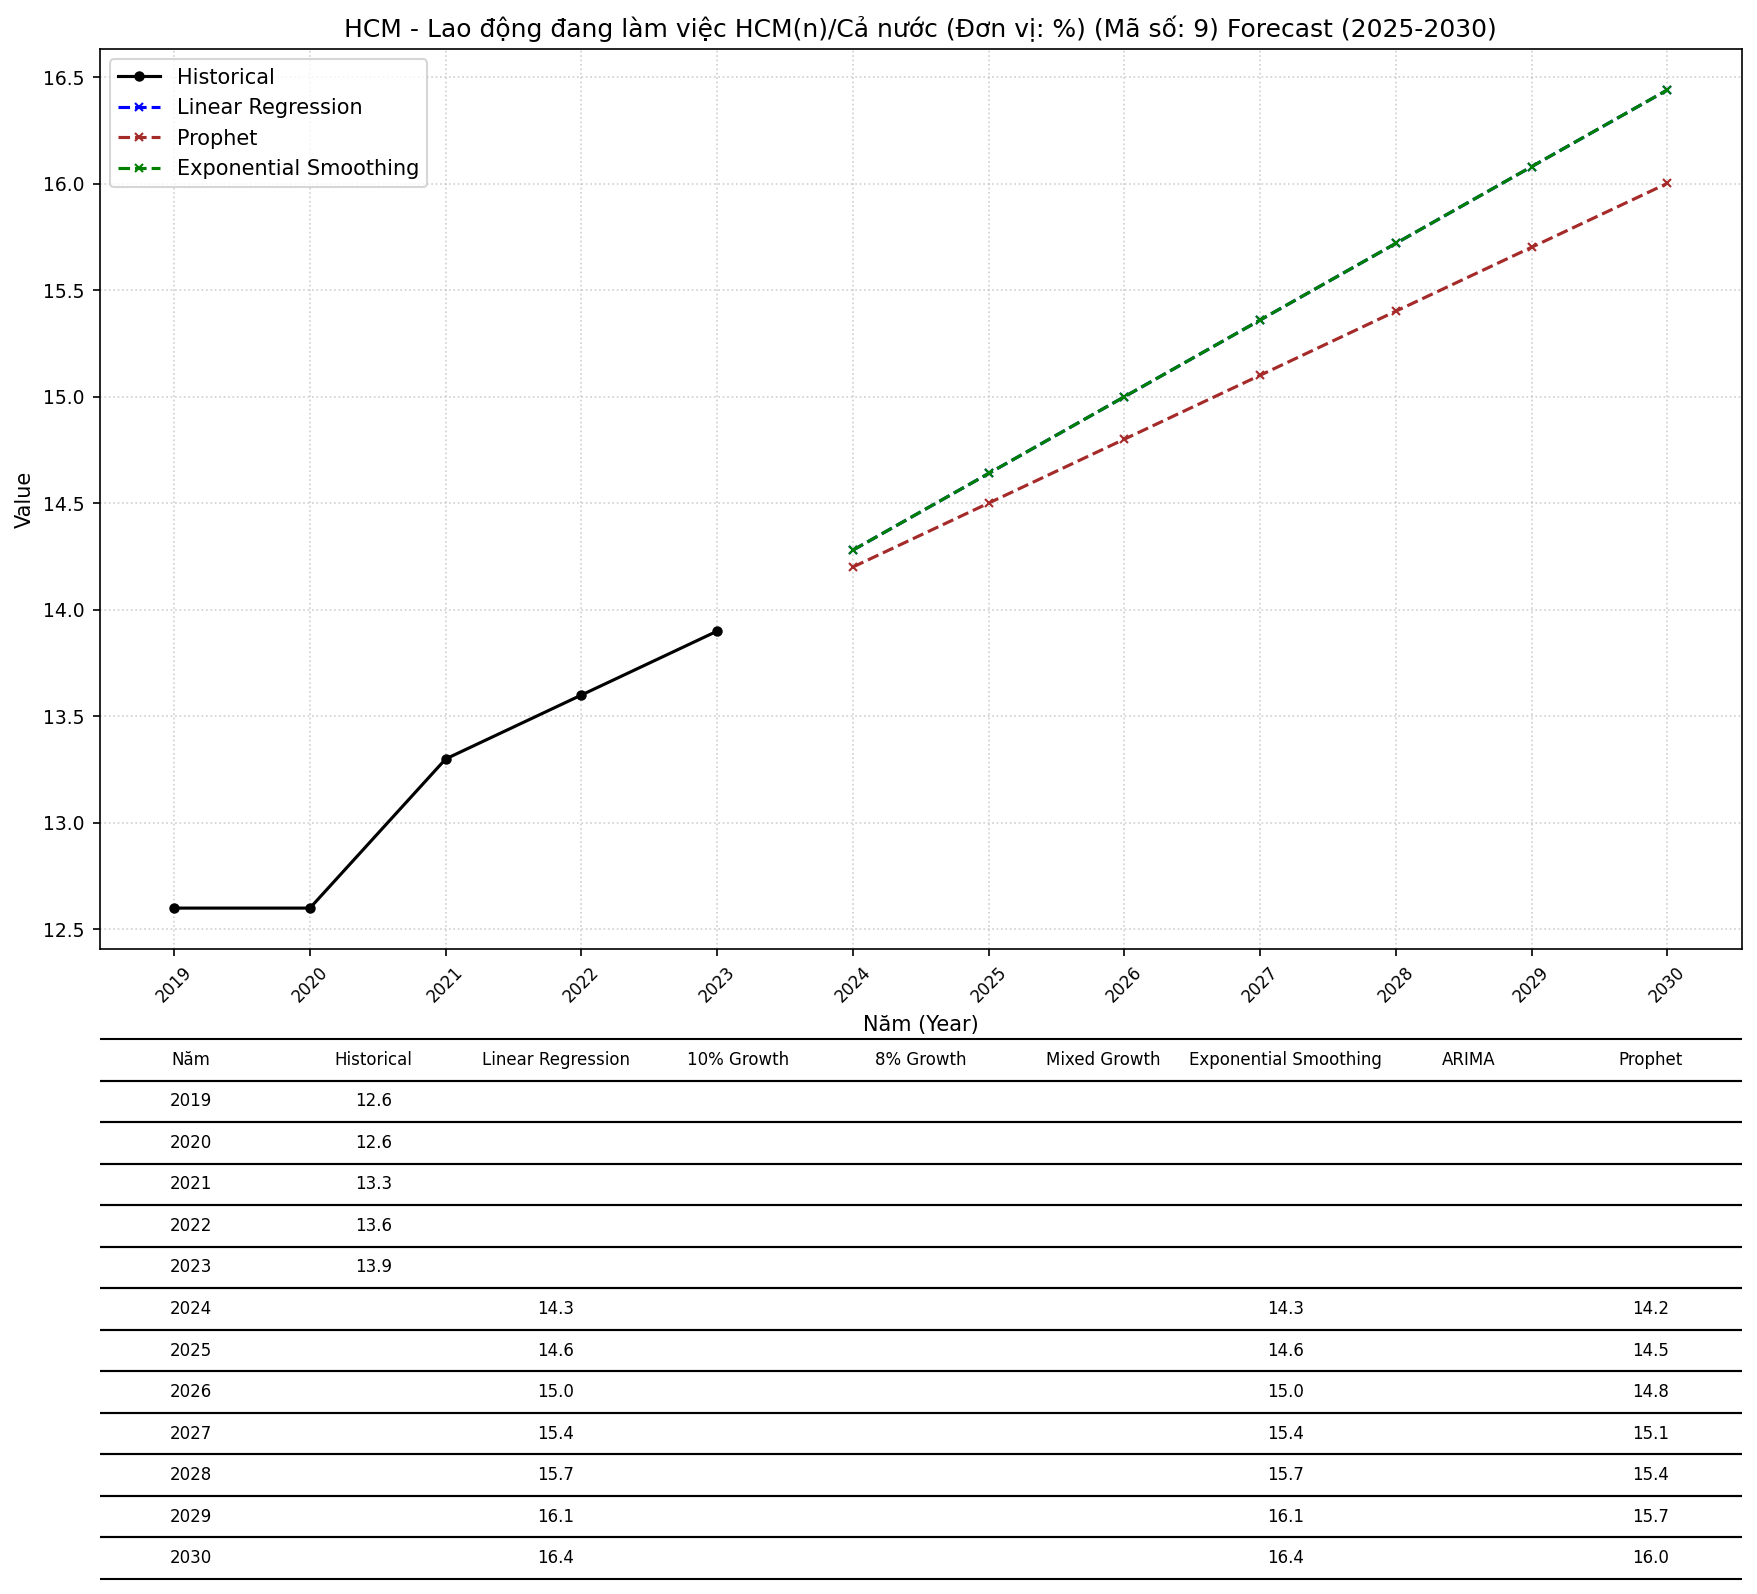 HCM - Lao động đang làm việc HCM(n)/Cả nước (Đơn vị: %) (Mã số: 9) Forecast (2025-2030)
Historical
Linear Regression
Prophet
Exponential Smoothing
Value
16.5
16.0
15.5
15.0
14.5
14.0
13.5
13.0
12.5
2019 2020 2021 2022 2023 2024 2025 2026 2027 2028 2029 2030
Năm (Year)
Năm Historical Linear Regression 10% Growth 8% Growth Mixed Growth Exponential Smoothing ARIMA Prophet
2019 12.6
2020 12.6
2021 13.3
2022 13.6
2023 13.9
2024 14.3 14.3 14.2
2025 14.6 14.6 14.5
2026 15.0 15.0 14.8
2027 15.4 15.4 15.1
2028 15.7 15.7 15.4
2029 16.1 16.1 15.7
2030 16.4 16.4 16.0